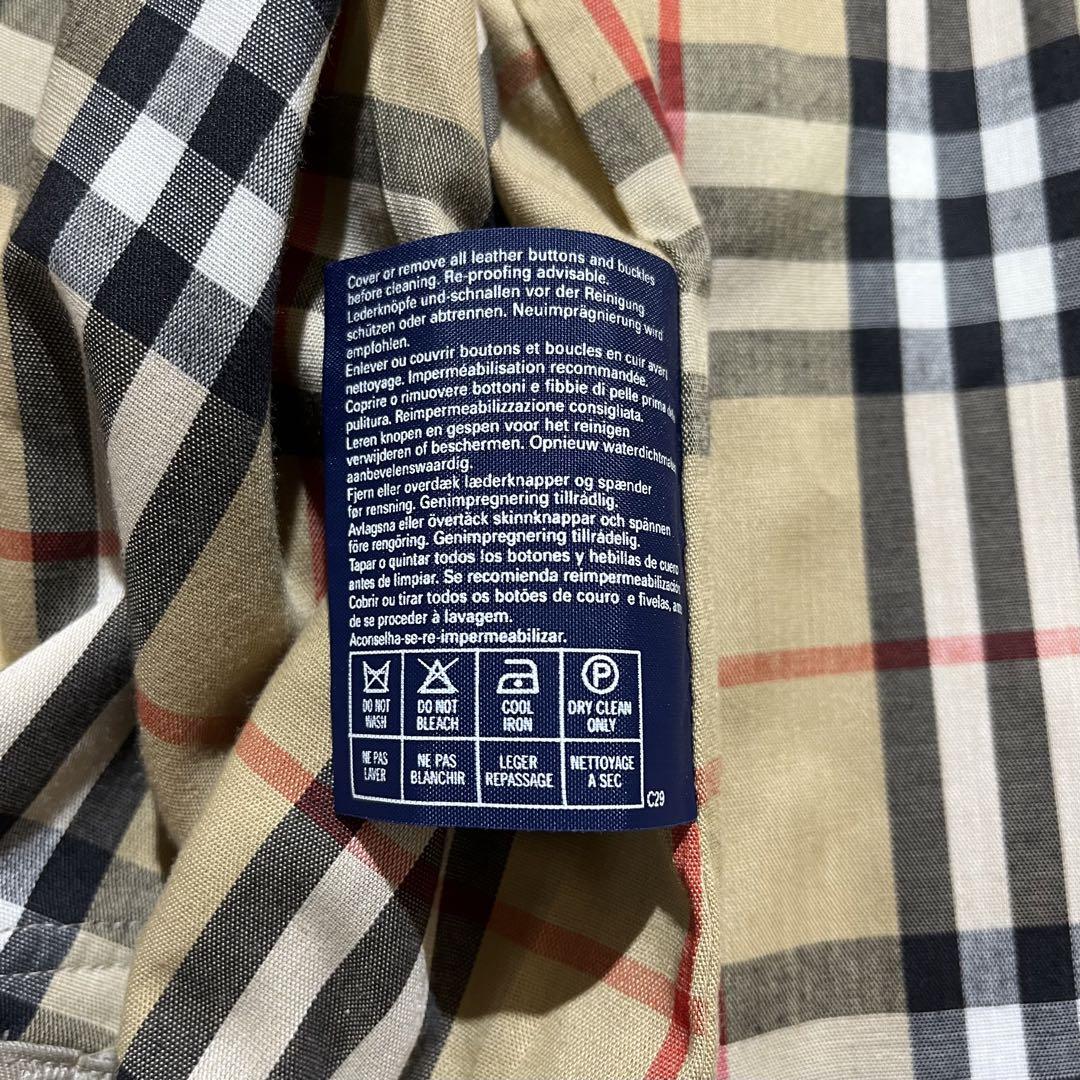 Cover or remove all leather buttons and buckles
before cleaning. Re-proofing advisable.
Lederknöpfe und-schnallen vor der Reinigung
schützen oder abtrennen. Neuimprägnierung wird
empfohlen.
Enlever ou couvrir boutons et boucles en cuir avant
nettoyage. Imperméabilisation recommandée.
Coprire o rimuovere bottoni e fibbie di pelle prima
pulitura. Reimpermeabilizzazione consigliata.
Leren knopen en gespen voor het reinigen
verwijderen of beschermen. Opnieuw
aanbevelenswaardig.
Fjern eller overdæk læderknapper og spænder
før rensning. Genimpregnering tillrådlig.
Avlagsna eller övertäck skinnknappar och spännen
före rengöring. Genimpregnering tillrådelig.
Tapar o quintar todos los botones y hebillas de cuero
antes de limpiar. Se recomienda reimpermeabilización
Cobrir ou tirar todos os botões de couro e fivelas,
de se proceder à lavagem.
Aconselha-se-re-impermeabilizar.
DO NOT WASH
DO NOT BLEACH
COOL IRON
P
DRY CLEAN ONLY
NE PAS LAVER
NE PAS BLANCHIR
LEGER REPASSAGE
NETTOYAGE A SEC
C29